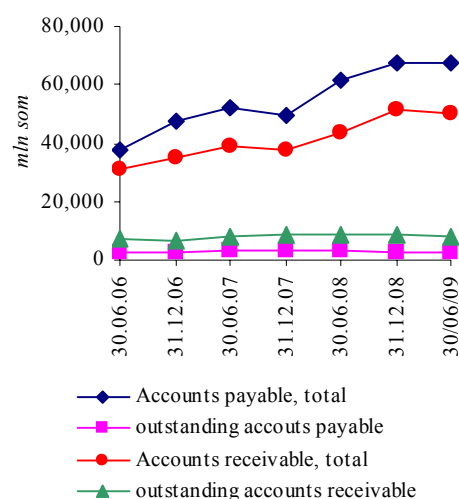 80,000
60,000
40,000
20,000
0
mln som
30.06.06
31.12.06
30.06.07
31.12.07
30.06.08
31.12.08
30/06/09
Accounts payable, total
outstanding accouts payable
Accounts receivable, total
outstanding accounts receivable